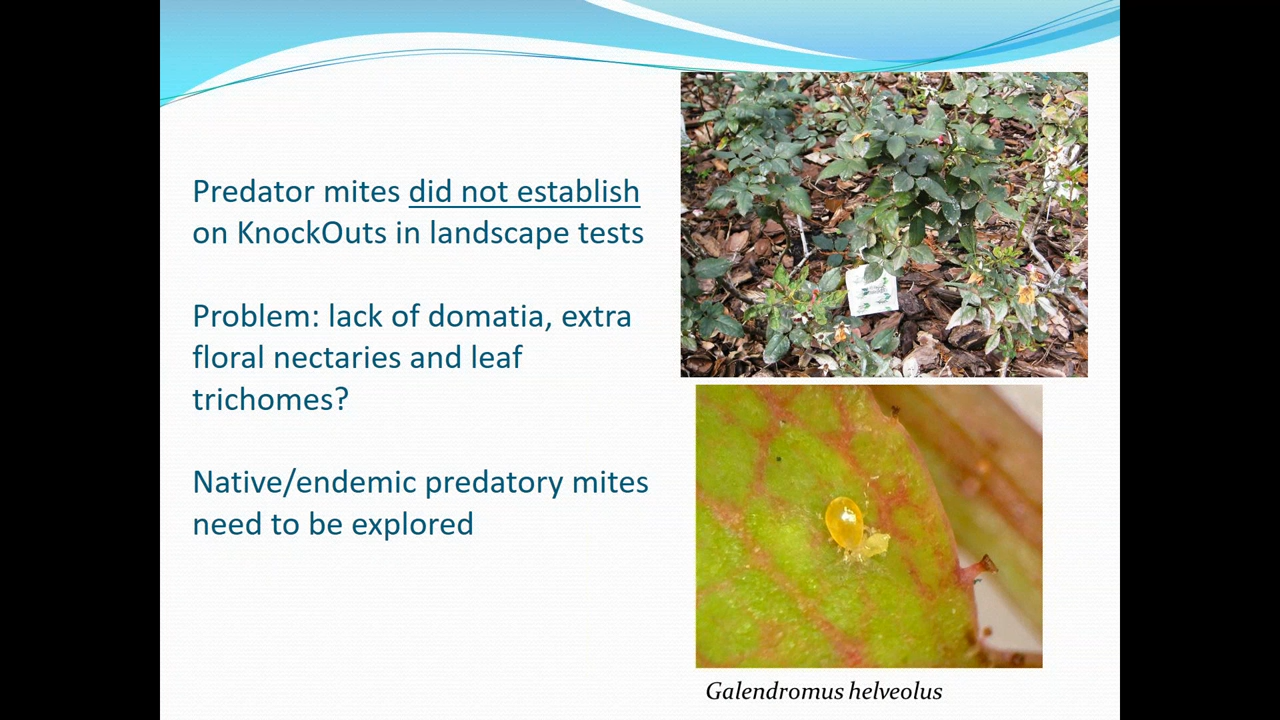 Predator mites did not establish
on KnockOuts in landscape tests
Problem: lack of domatia, extra
floral nectaries and leaf
trichomes?
Native/endemic predatory mites
need to be explored
Galendromus helveolus